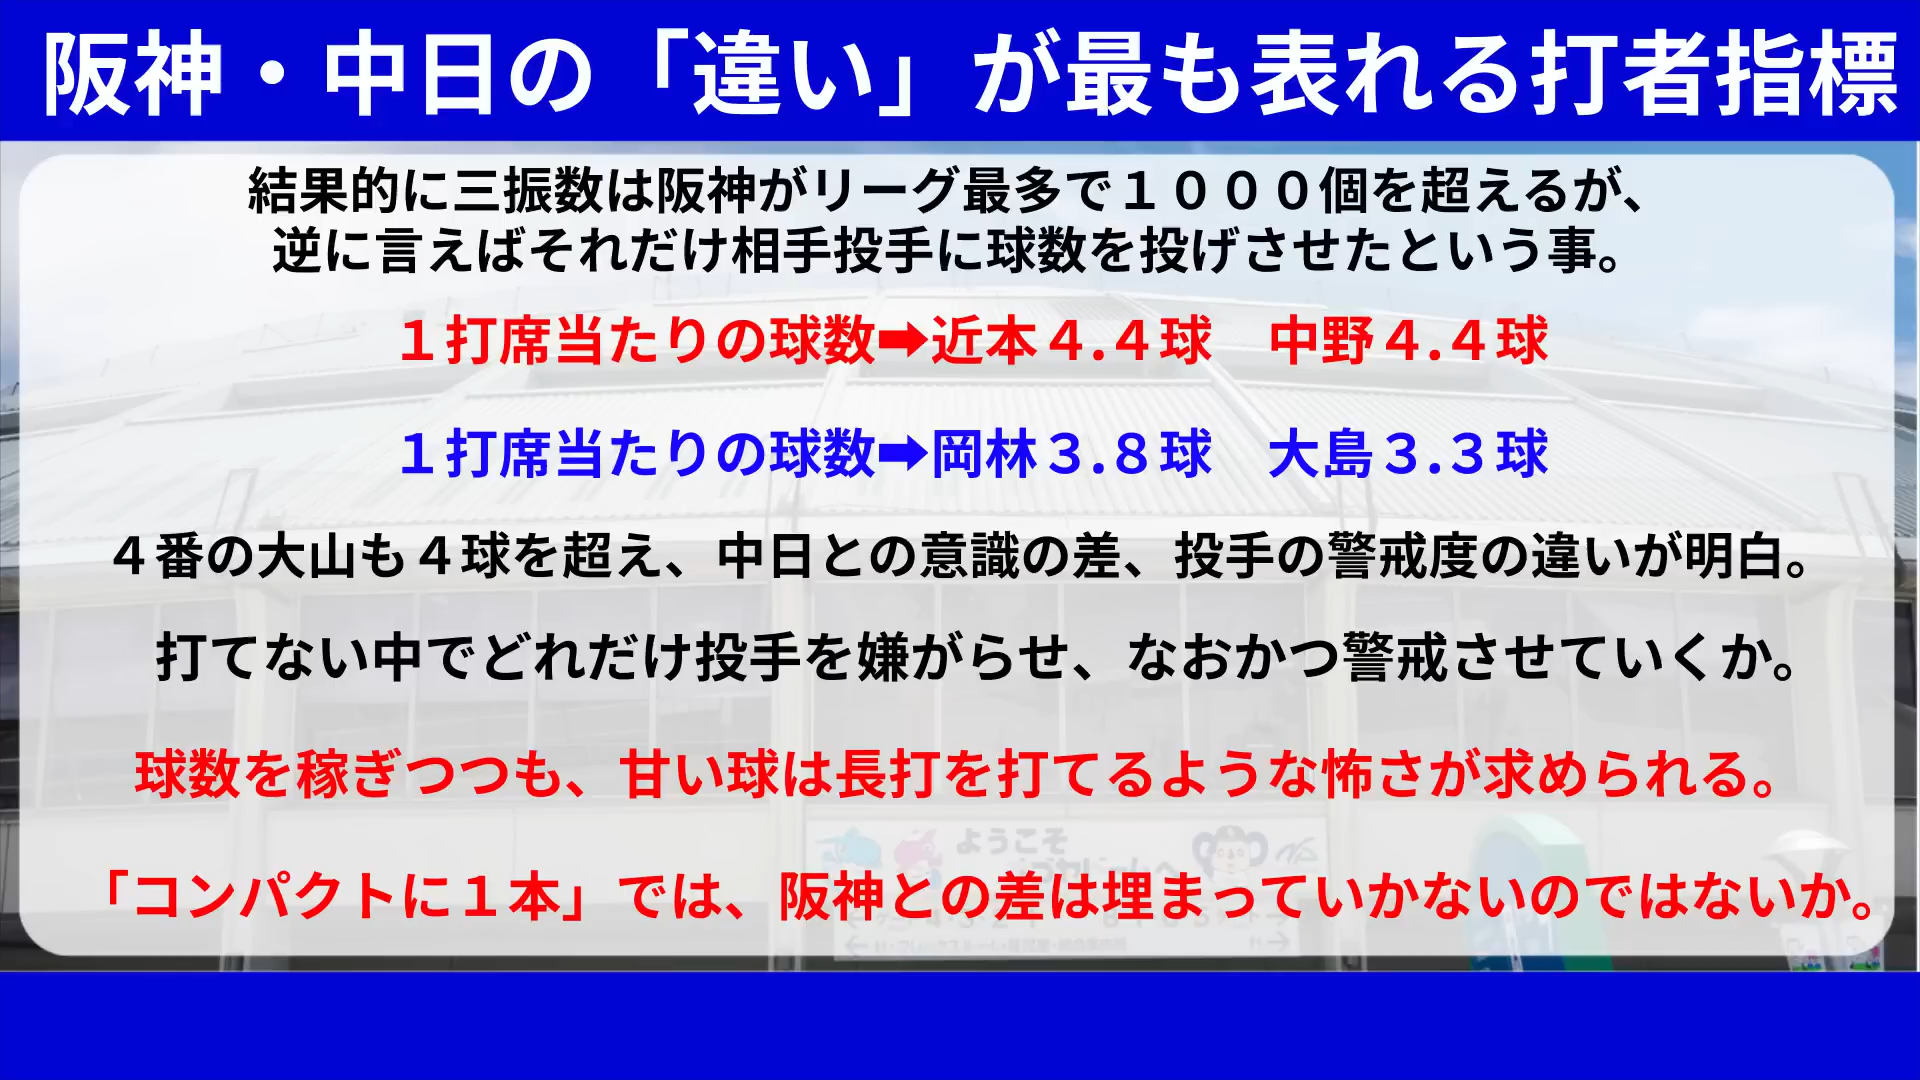 阪神・中日の「違い」が最も表れる打者指標
結果的に三振数は阪神がリーグ最多で１０００個を超えるが、
逆に言えばそれだけ相手投手に球数を投げさせたという事。
１打席当たりの球数➡近本４.４球　中野４.４球
１打席当たりの球数➡岡林３.８球　大島３.３球
４番の大山も４球を超え、中日との意識の差、投手の警戒度の違いが明白。
打てない中でどれだけ投手を嫌がらせ、なおかつ警戒させていくか。
球数を稼ぎつつも、甘い球は長打を打てるような怖さが求められる。
ようこそ
「コンパクトに１本」では、阪神との差は埋まっていかないのではないか。